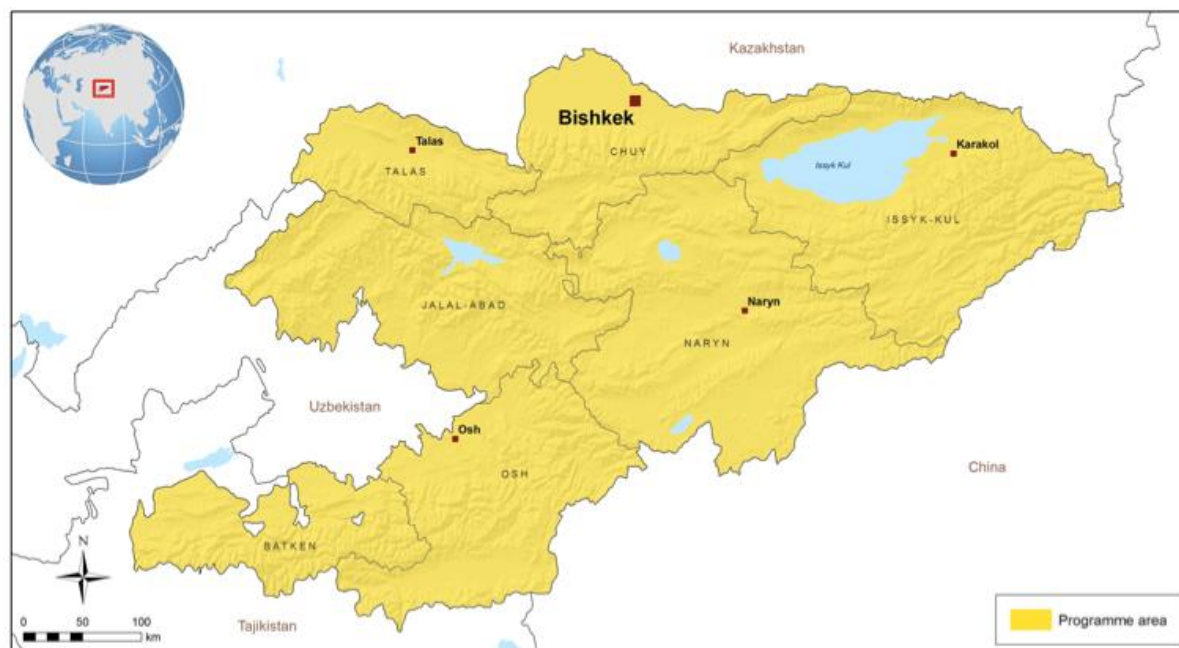 Kazakhstan
Bishkek
Talas
Karakol
CHUY
Issyk Kul
TALAS
ISSYK-KUL
JALAL-ABAD
Naryn
NARYN
Uzbekistan
Osh
China
OSH
BATKEN
N
0 50 100
km
Tajikistan
Programme area